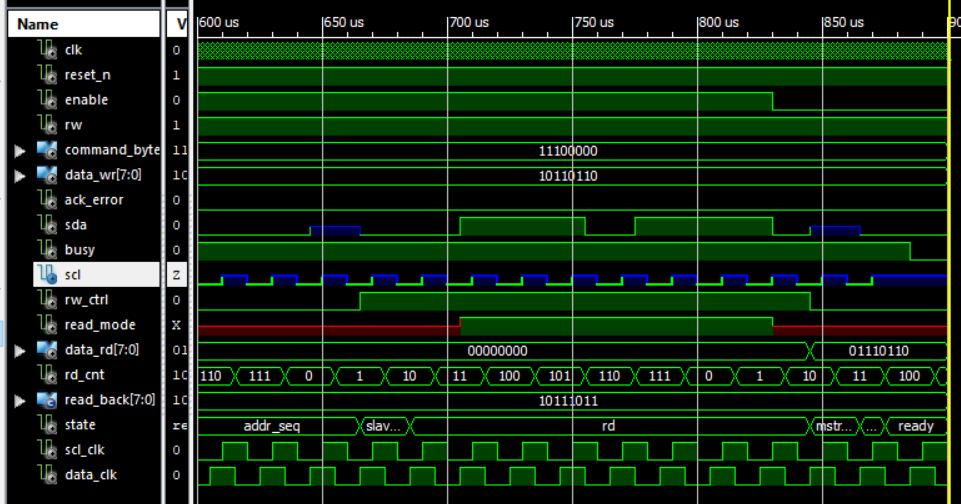 Name V 600 us 650 us 700 us 750 us 800 us 850 us 90
clk 0
reset_n 1
enable 0
rw 1
command_byte 11 11100000
data_wr[7:0] 10 10110110
ack_error 0
sda 0
busy 0
scl Z
rw_ctrl 0
read_mode X
data_rd[7:0] 01 00000000 01110110
rd_cnt 10 110 111 0 1 10 11 100 101 110 111 0 1 10 11 100
read_back[7:0] 10 10111011
state re addr_seq slav... rd mstr... ... ready
scl_clk 0
data_clk 0